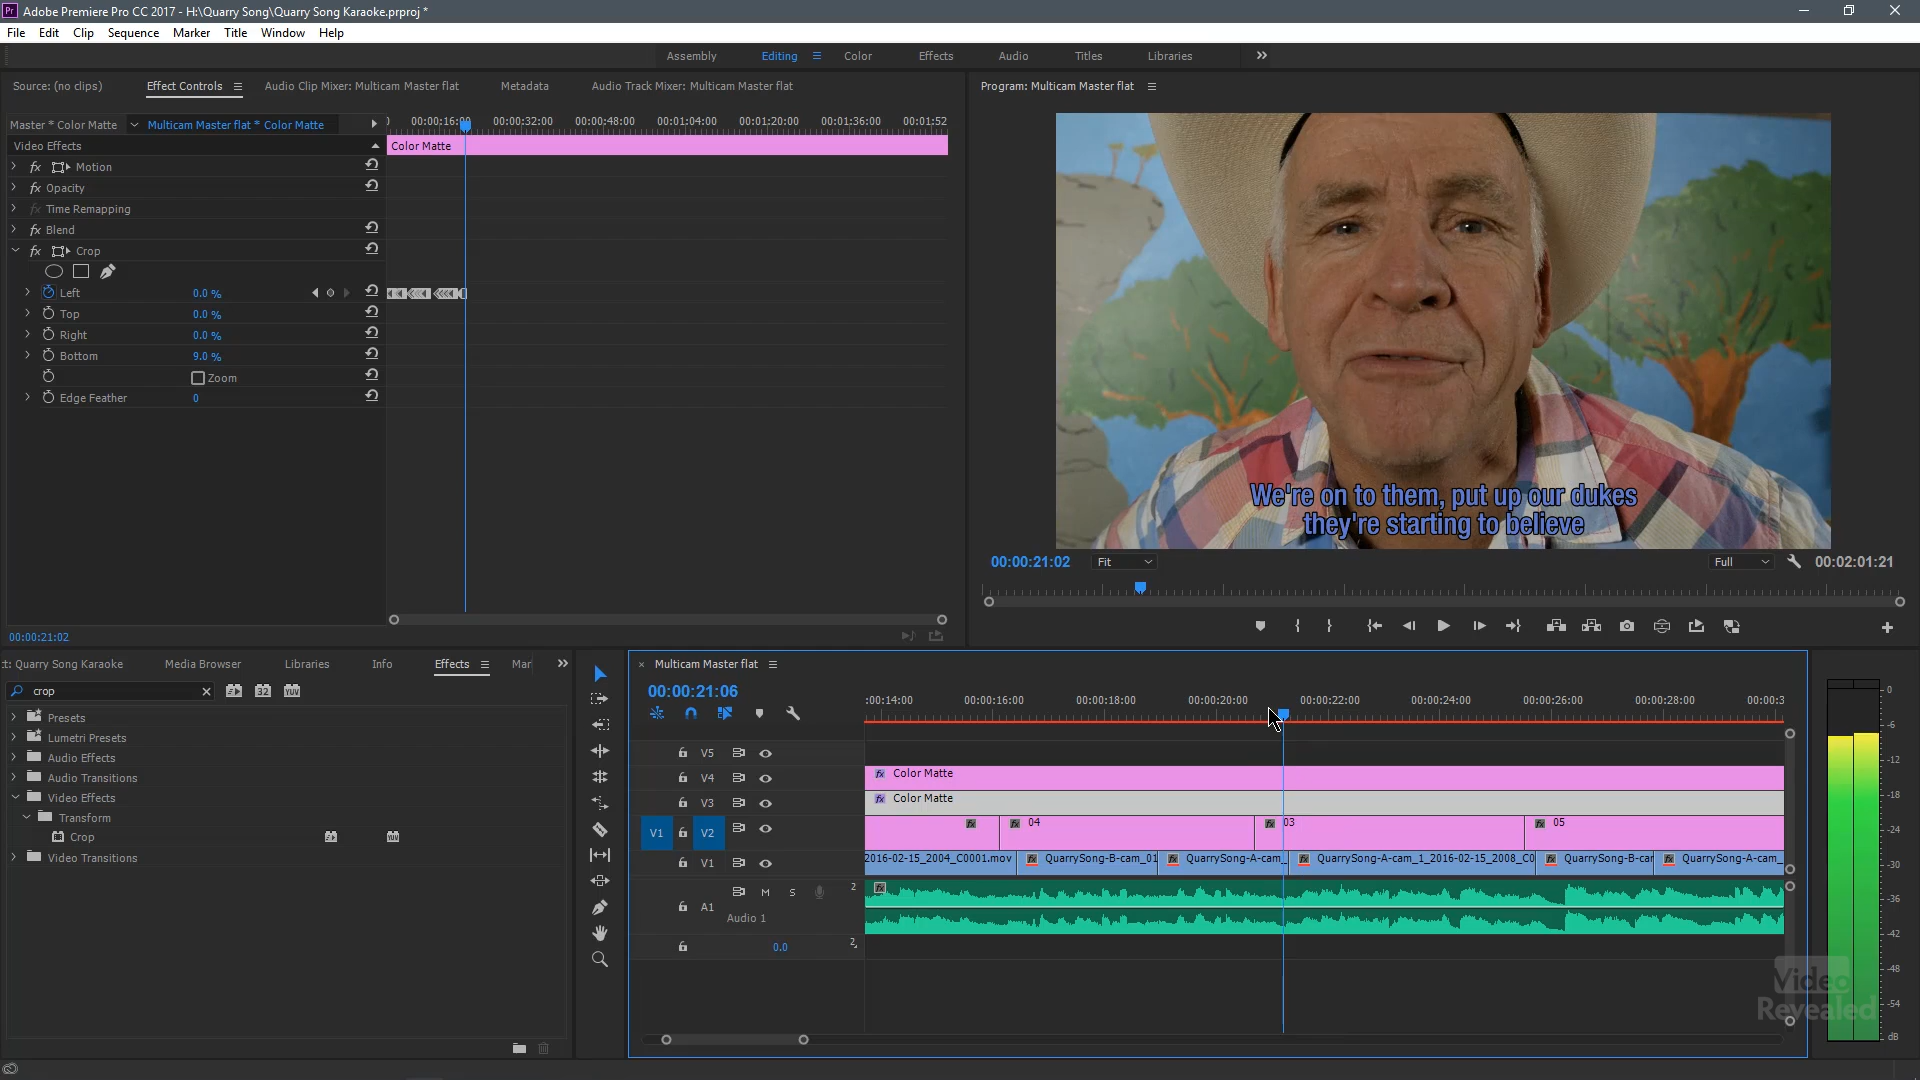 Pr Adobe Premiere Pro CC 2017 - H:\Quarry Song\Quarry Song Karaoke.prproj *
File Edit Clip Sequence Marker Title Window Help
Assembly Editing Color Effects Audio Titles Libraries
Source: (no clips) Effect Controls Audio Clip Mixer: Multicam Master flat Metadata Audio Track Mixer: Multicam Master flat
Program: Multicam Master flat
Master * Color Matte Multicam Master flat * Color Matte
00:00:16:00 00:00:32:00 00:00:48:00 00:01:04:00 00:01:20:00 00:01:36:00 00:01:52
Video Effects
Color Matte
fx Motion
fx Opacity
fx Time Remapping
fx Blend
fx Crop
Left 0.0 %
Top 0.0 %
Right 0.0 %
Bottom 9.0 %
Zoom
Edge Feather 0
00:00:21:02
We're on to them, put up our dukes
they're starting to believe
00:00:21:02 Fit Full 00:02:01:21
t: Quarry Song Karaoke Media Browser Libraries Info Effects Mar
crop 32 YUV
Presets
Lumetri Presets
Audio Effects
Audio Transitions
Video Effects
Transform
Crop
Video Transitions
Multicam Master flat
00:00:21:06
:00:14:00 00:00:16:00 00:00:18:00 00:00:20:00 00:00:22:00 00:00:24:00 00:00:26:00 00:00:28:00 00:00:3
V5
V4 fx Color Matte
V3 fx Color Matte
V1 V2 fx fx 04 fx 03 fx 05
V1 2016-02-15_2004_C0001.mov QuarrySong-B-cam_01 QuarrySong-A-cam_ QuarrySong-A-cam_1_2016-02-15_2008_C0 QuarrySong-B-car QuarrySong-A-cam_
M S 2
A1
Audio 1
0.0 2
0
-6
-12
-18
-24
-30
-36
-42
-48
-54
dB
Video
Revealed